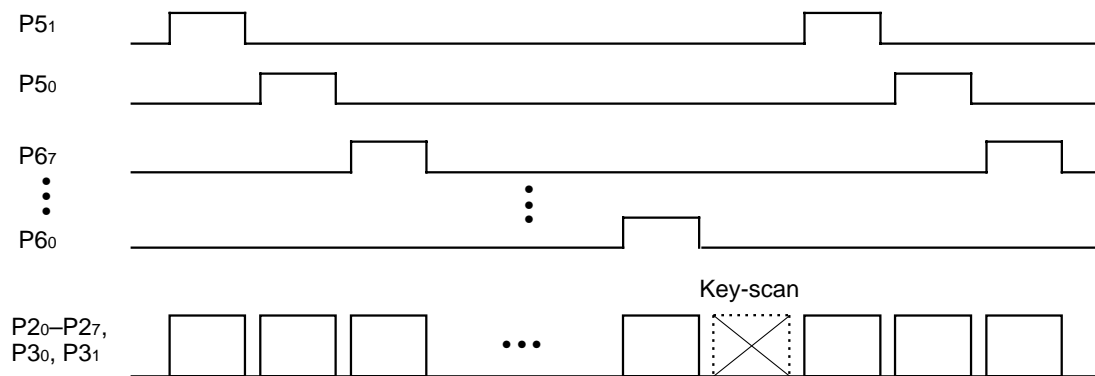 P5₁
P5₀
P6₇
P6₀
Key-scan
P2₀–P2₇,
P3₀, P3₁